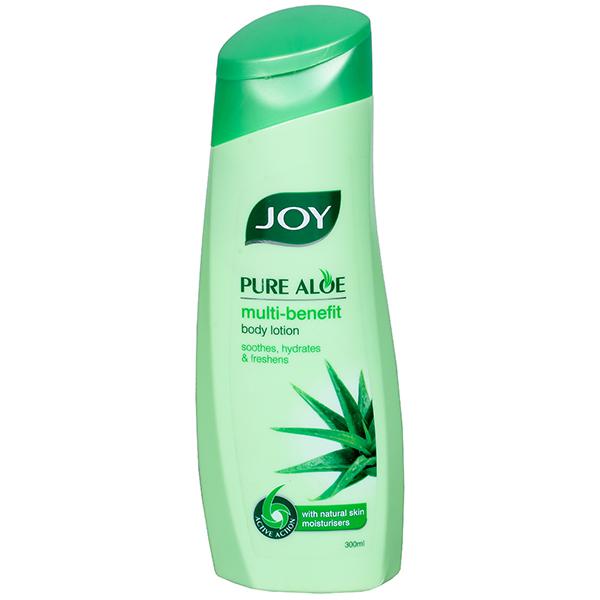 JOY
PURE ALOE
multi-benefit
body lotion
soothes, hydrates
& freshens
ACTIVE ACTION
with natural skin
moisturisers
300ml